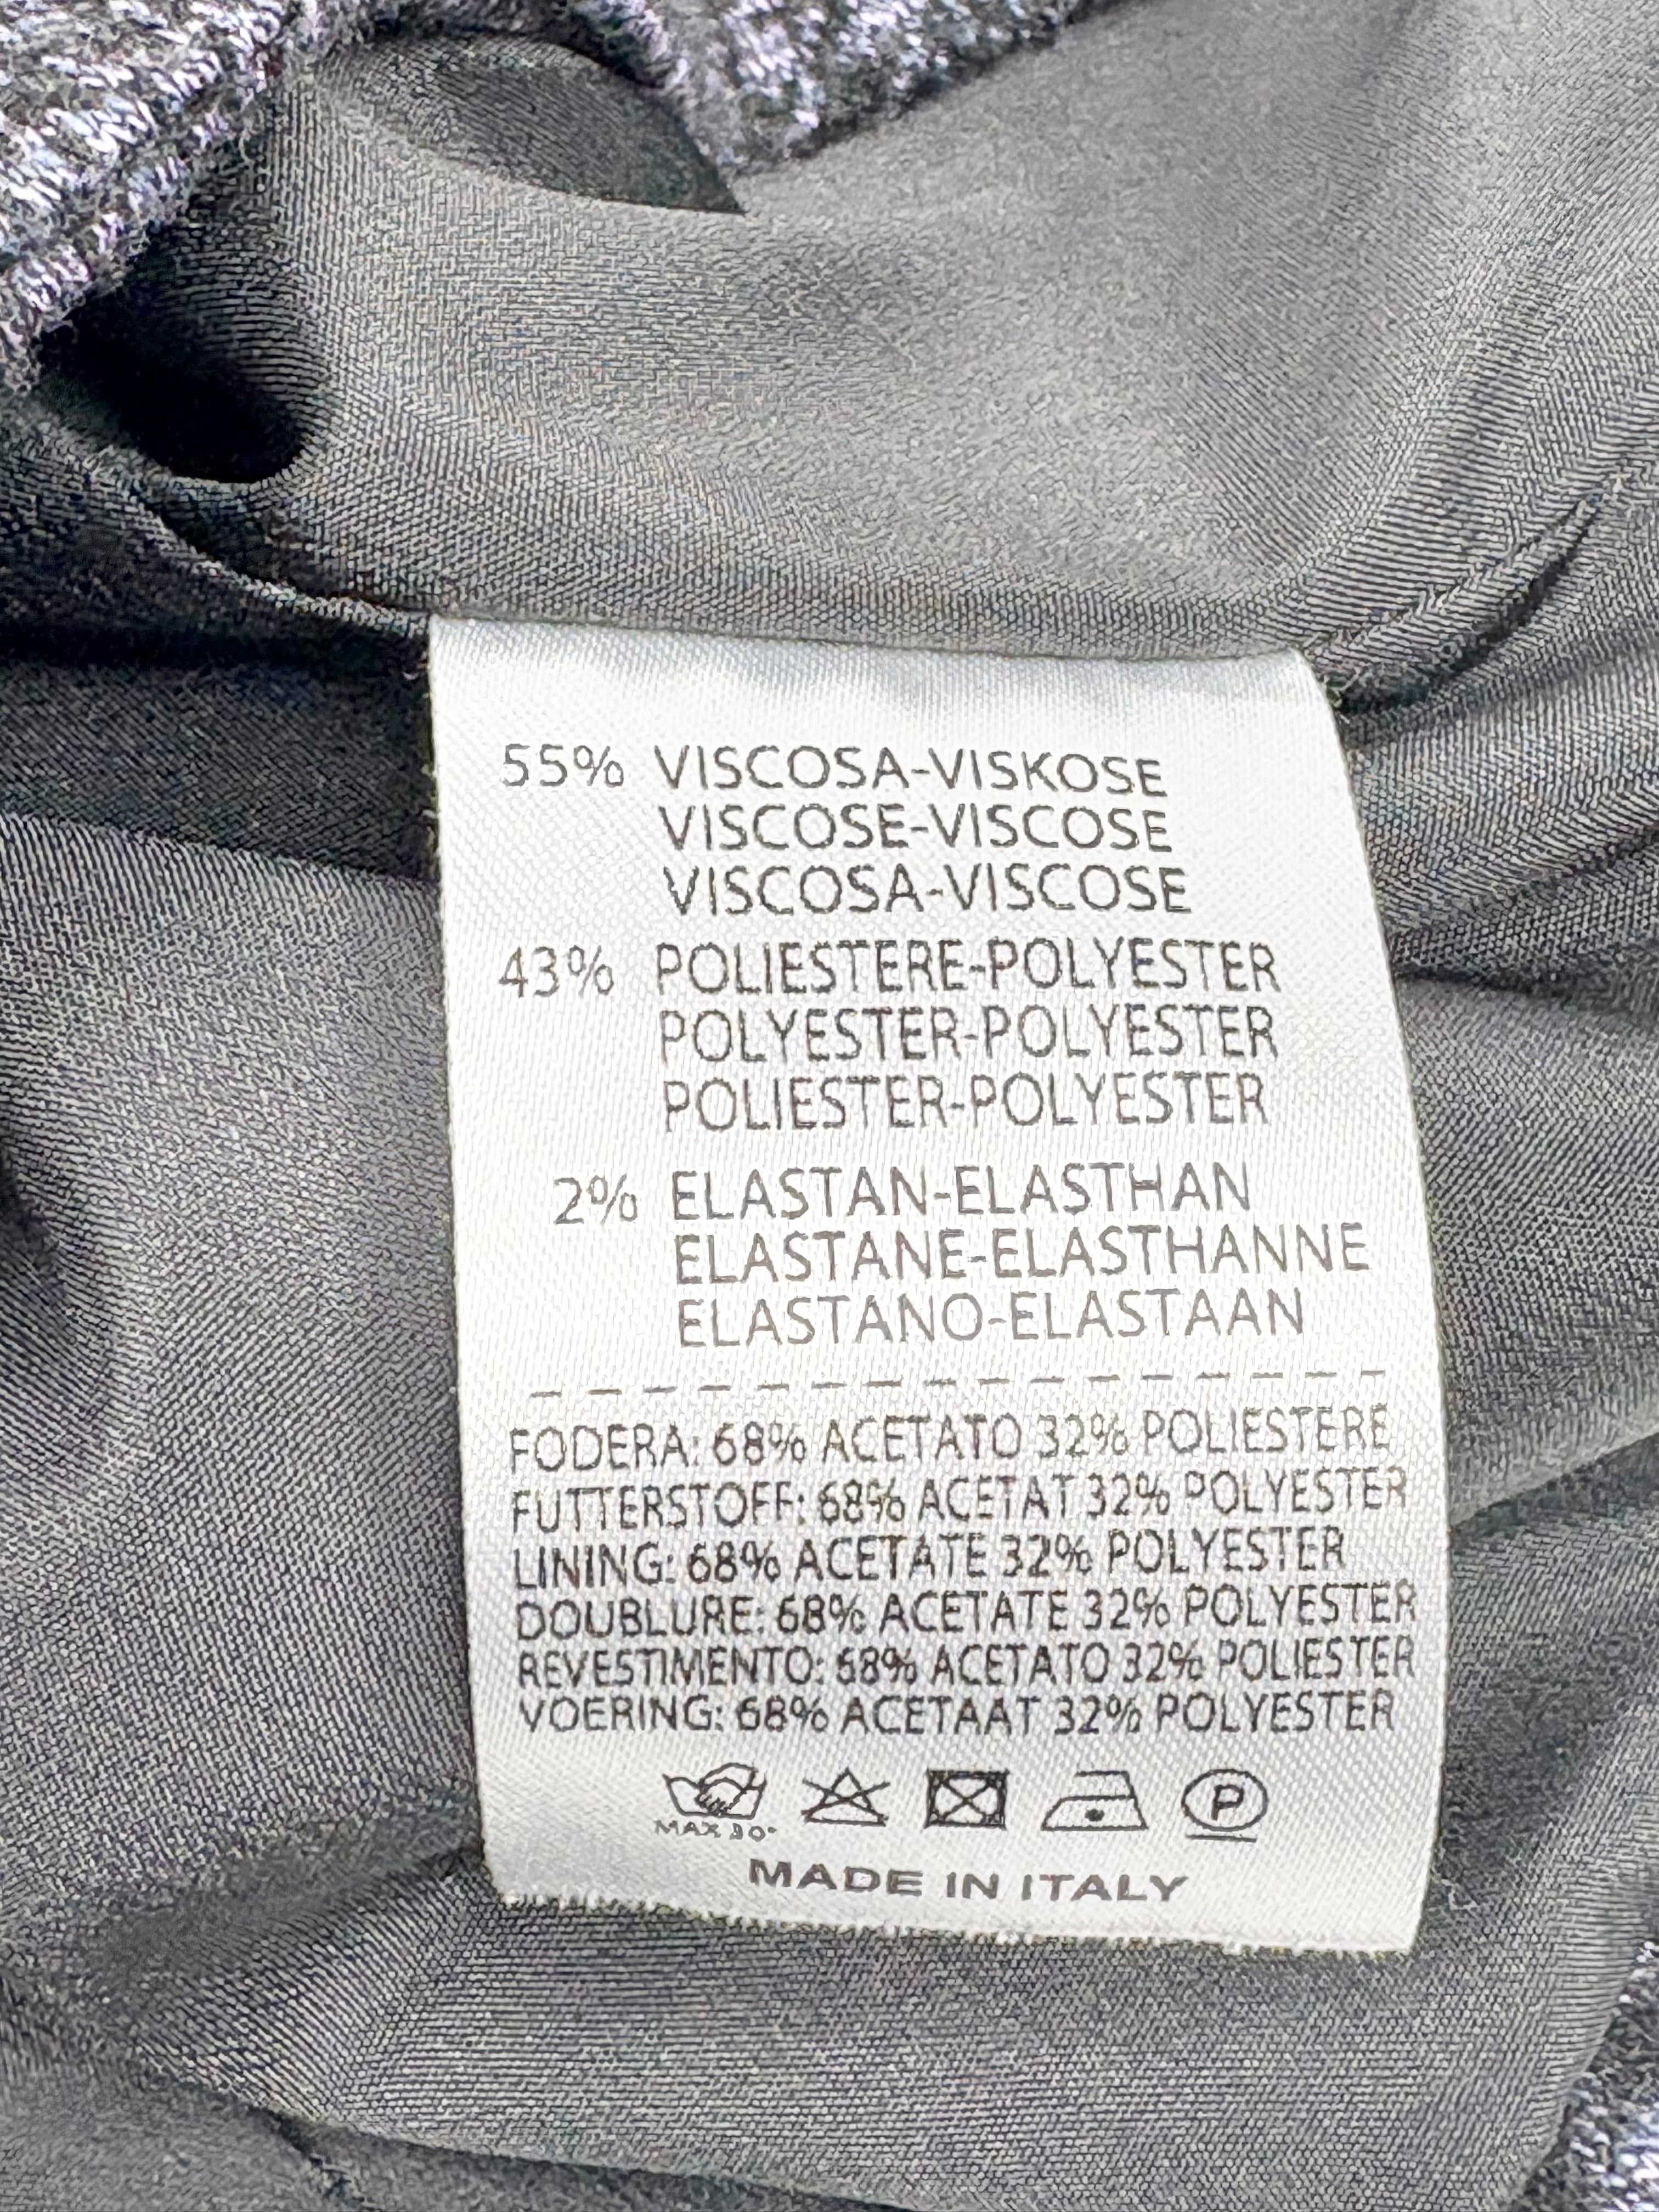 55% VISCOSA-VISKOSE
VISCOSE-VISCOSE
VISCOSA-VISCOSE
43% POLIESTERE-POLYESTER
POLYESTER-POLYESTER
POLIESTER-POLYESTER
2% ELASTAN-ELASTHAN
ELASTANE-ELASTHANNE
ELASTANO-ELASTAAN
FODERA: 68% ACETATO 32% POLIESTERE
FUTTERSTOFF: 68% ACETAT 32% POLYESTER
LINING: 68% ACETATE 32% POLYESTER
DOUBLURE: 68% ACETATE 32% POLYESTER
REVESTIMENTO: 68% ACETATO 32% POLIESTER
VOERING: 68% ACETAAT 32% POLYESTER
MAX 30° P
MADE IN ITALY